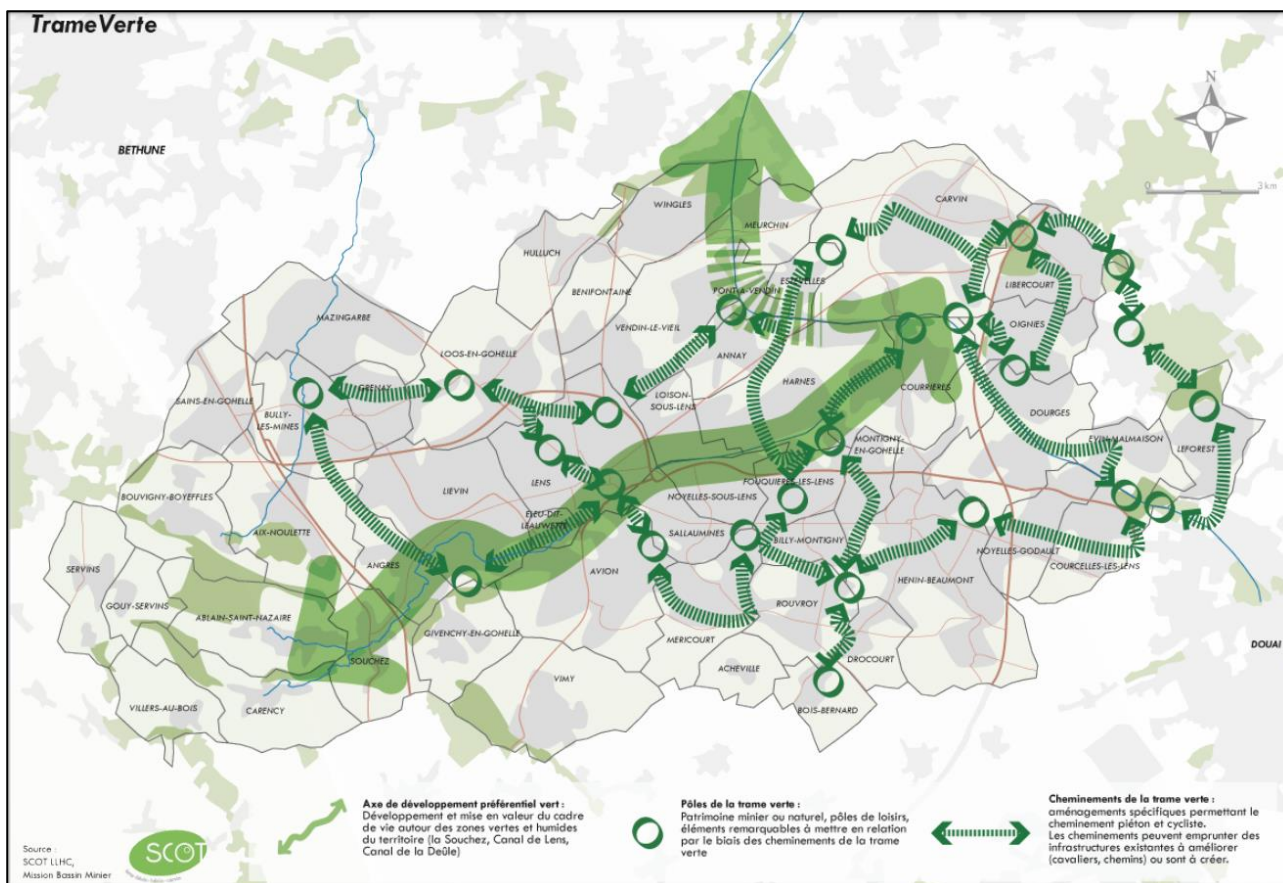 TrameVerte
BETHUNE
N
0 3 km
WINGLES
CARVIN
MEURCHIN
HULLUCH
ESTEVELLES
BENIFONTAINE
PONT-A-VENDIN
LIBERCOURT
MAZINGARBE
VENDIN-LE-VIEIL
OIGNIES
LOOS-EN-GOHELLE
ANNAY
HARNES
COURRIERES
GRENAY
LOISON-
SOUS-LENS
SAINS-EN-GOHELLE
BULLY-
LES-MINES
DOURGES
EVIN-MALMAISON
LEFOREST
MONTIGNY-
EN-GOHELLE
LENS
LIEVIN
FOUQUIERES-LES-LENS
BOUVIGNY-BOYEFFLES
NOYELLES-SOUS-LENS
ELEU-DIT-
LEAUWETTE
AIX-NOULETTE
SALLAUMINES
BILLY-MONTIGNY
NOYELLES-GODAULT
COURCELLES-LES-LENS
SERVINS
ANGRES
AVION
HENIN-BEAUMONT
GOUY-SERVINS
ABLAIN-SAINT-NAZAIRE
ROUVROY
GIVENCHY-EN-GOHELLE
MERICOURT
DOUAI
SOUCHEZ
DROCOURT
ACHEVILLE
VIMY
VILLERS-AU-BOIS
CARENCY
BOIS-BERNARD
Axe de développement préférentiel vert :
Développement et mise en valeur du cadre
de vie autour des zones vertes et humides
du territoire (la Souchez, Canal de Lens,
Canal de la Deûle)
Pôles de la trame verte :
Patrimoine minier ou naturel, pôles de loisirs,
éléments remarquables à mettre en relation
par le biais des cheminements de la trame
verte
Cheminements de la trame verte :
aménagements spécifiques permettant le
cheminement piéton et cycliste.
Les cheminements peuvent emprunter des
infrastructures existantes à améliorer
(cavaliers, chemins) ou sont à créer.
Source :
SCOT LLHC,
Mission Bassin Minier
SCOT